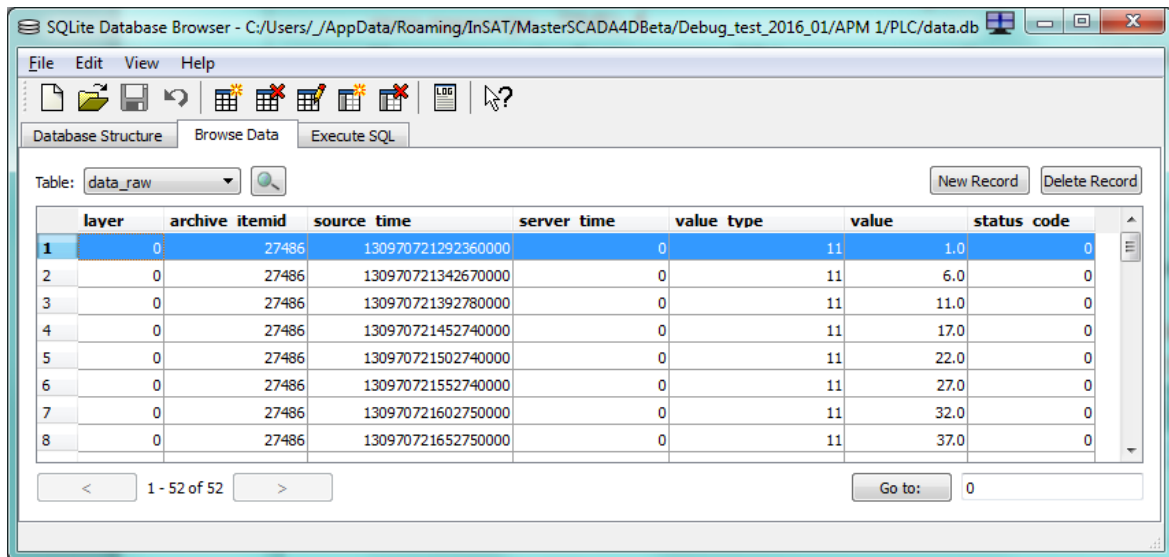 SQLite Database Browser - C:/Users/_/AppData/Roaming/InSAT/MasterSCADA4DBeta/Debug_test_2016_01/APM 1/PLC/data.db
File Edit View Help
LOG
Database Structure Browse Data Execute SQL
Table: data_raw New Record Delete Record
layer archive_itemid source_time server_time value_type value status_code
1 0 27486 130970721292360000 0 11 1.0 0
2 0 27486 130970721342670000 0 11 6.0 0
3 0 27486 130970721392780000 0 11 11.0 0
4 0 27486 130970721452740000 0 11 17.0 0
5 0 27486 130970721502740000 0 11 22.0 0
6 0 27486 130970721552740000 0 11 27.0 0
7 0 27486 130970721602750000 0 11 32.0 0
8 0 27486 130970721652750000 0 11 37.0 0
< 1 - 52 of 52 > Go to: 0